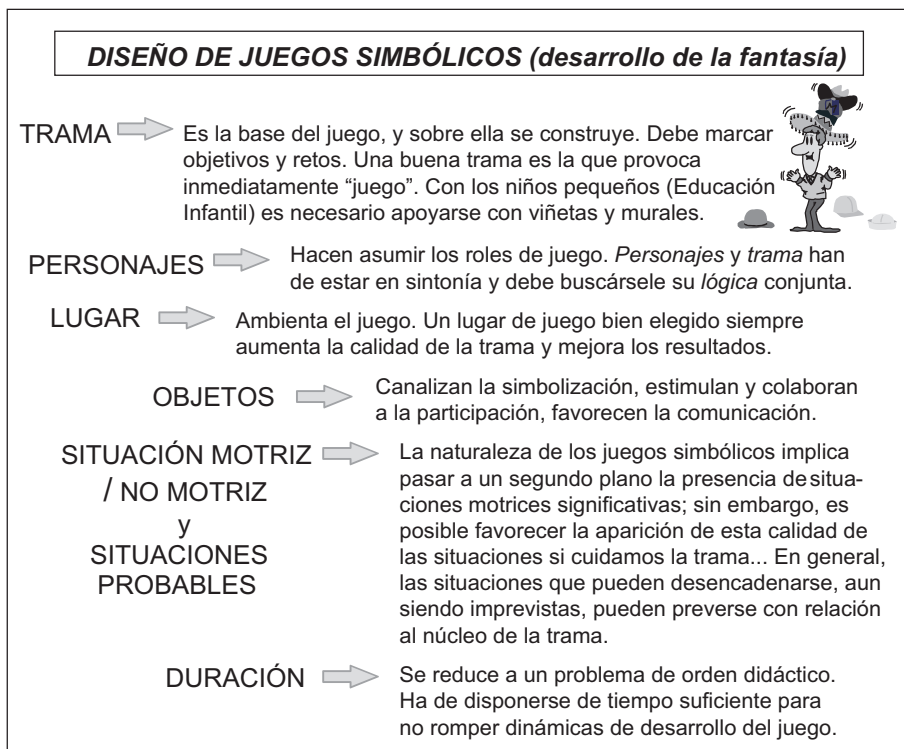 DISEÑO DE JUEGOS SIMBÓLICOS (desarrollo de la fantasía)
TRAMA
Es la base del juego, y sobre ella se construye. Debe marcar
objetivos y retos. Una buena trama es la que provoca
inmediatamente “juego”. Con los niños pequeños (Educación
Infantil) es necesario apoyarse con viñetas y murales.
PERSONAJES
Hacen asumir los roles de juego. Personajes y trama han
de estar en sintonía y debe buscársele su lógica conjunta.
LUGAR
Ambienta el juego. Un lugar de juego bien elegido siempre
aumenta la calidad de la trama y mejora los resultados.
OBJETOS
Canalizan la simbolización, estimulan y colaboran
a la participación, favorecen la comunicación.
SITUACIÓN MOTRIZ
/ NO MOTRIZ
y
SITUACIONES
PROBABLES
La naturaleza de los juegos simbólicos implica
pasar a un segundo plano la presencia de situa-
ciones motrices significativas; sin embargo, es
posible favorecer la aparición de esta calidad de
las situaciones si cuidamos la trama... En general,
las situaciones que pueden desencadenarse, aun
siendo imprevistas, pueden preverse con relación
al núcleo de la trama.
DURACIÓN
Se reduce a un problema de orden didáctico.
Ha de disponerse de tiempo suficiente para
no romper dinámicas de desarrollo del juego.